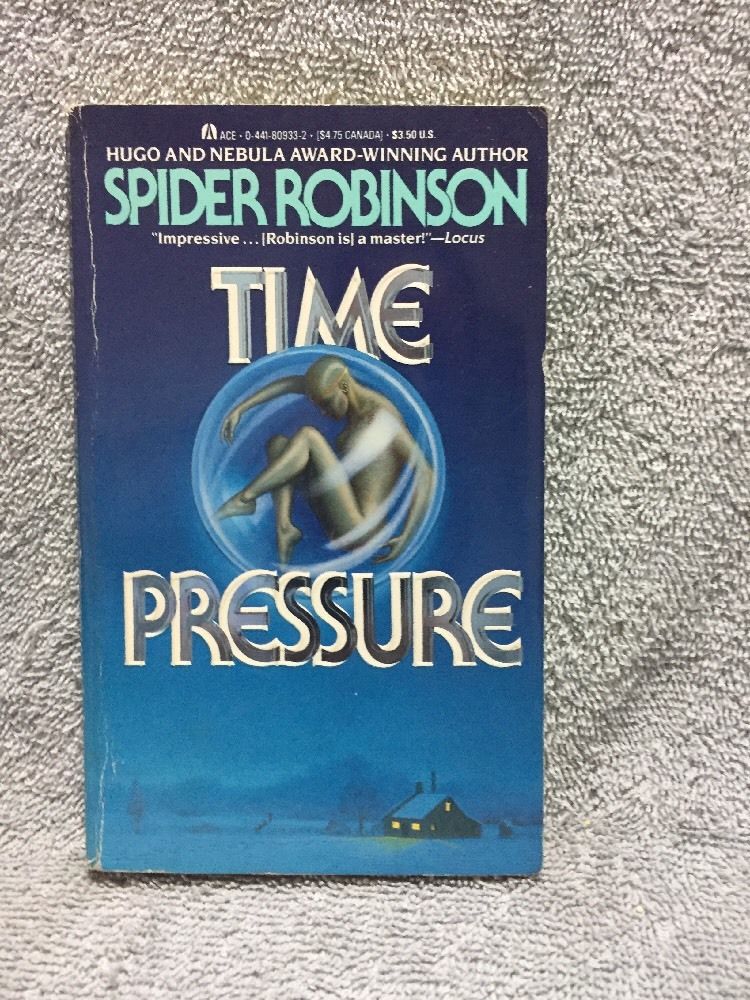 ACE • 0-441-80933-2 • [$4.75 CANADA] • $3.50 U.S.
HUGO AND NEBULA AWARD-WINNING AUTHOR
SPIDER ROBINSON
"Impressive . . . [Robinson is] a master!"—Locus
TIME
PRESSURE